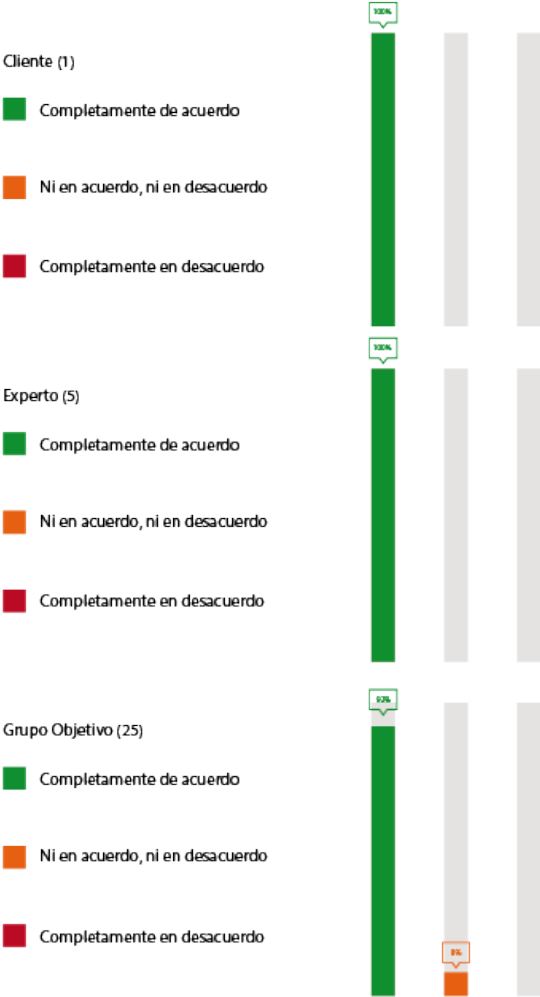 100%
Cliente (1)
Completamente de acuerdo
Ni en acuerdo, ni en desacuerdo
Completamente en desacuerdo
100%
Experto (5)
Completamente de acuerdo
Ni en acuerdo, ni en desacuerdo
Completamente en desacuerdo
92%
Grupo Objetivo (25)
Completamente de acuerdo
Ni en acuerdo, ni en desacuerdo
Completamente en desacuerdo
8%